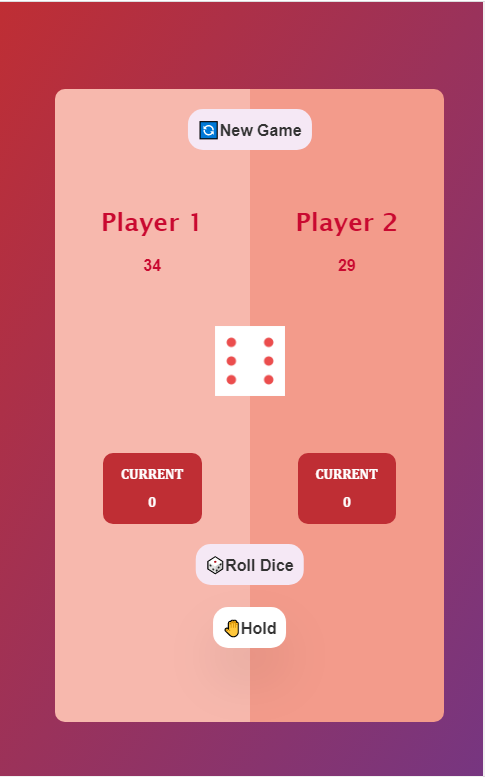 🔄New Game
Player 1
Player 2
34
29
CURRENT
0
CURRENT
0
🎲Roll Dice
🤚Hold